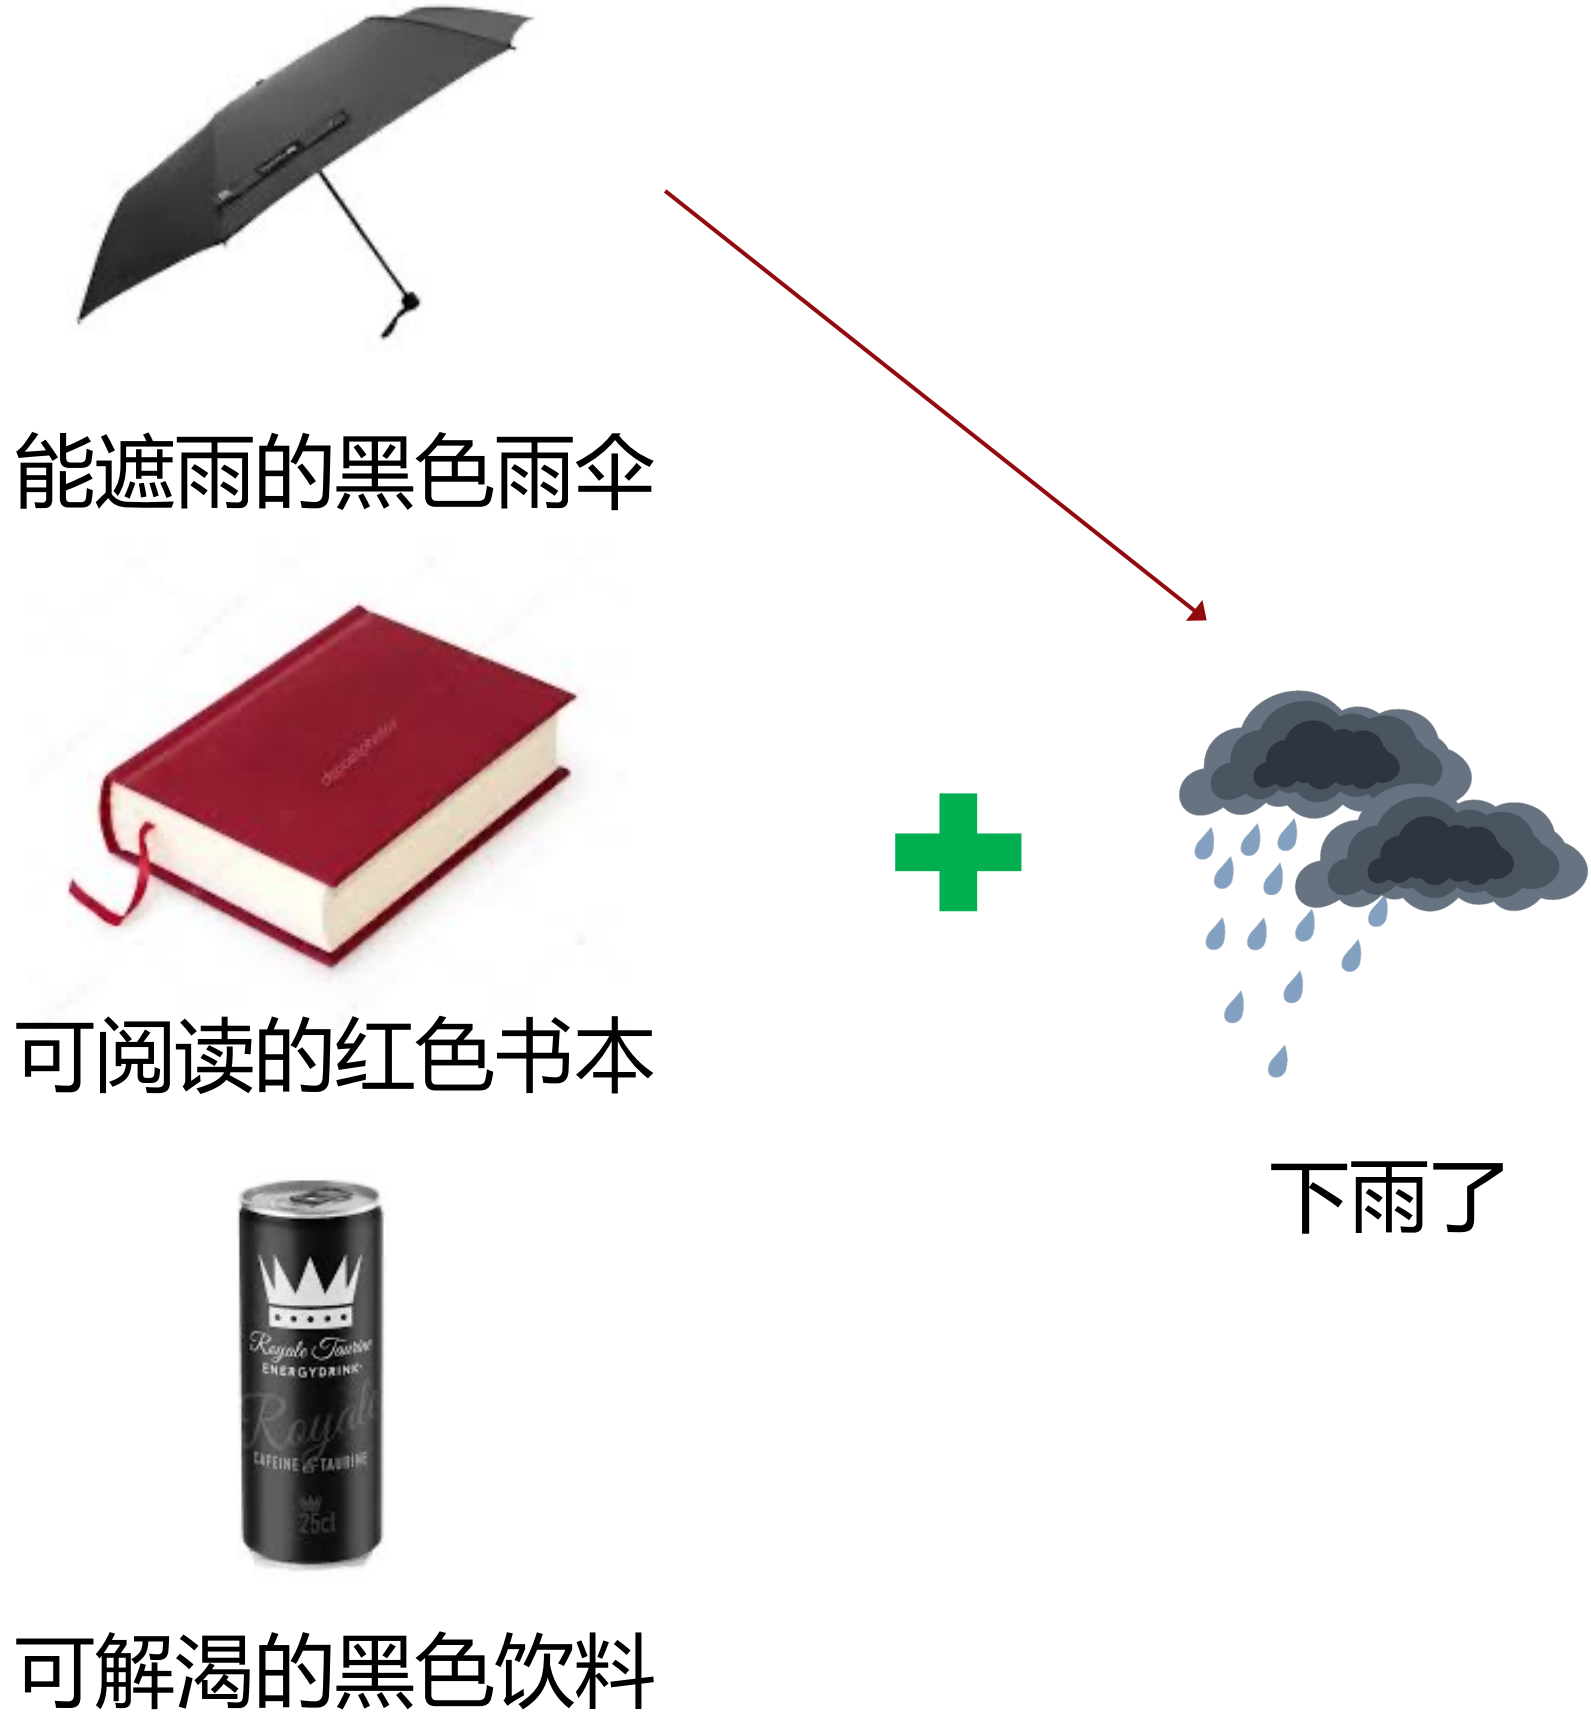 能遮雨的黑色雨伞
depositphotos
可阅读的红色书本
下雨了
Royale Taurine
ENERGYDRINK
Royale
CAFEINE & TAURINE
25cl
可解渴的黑色饮料